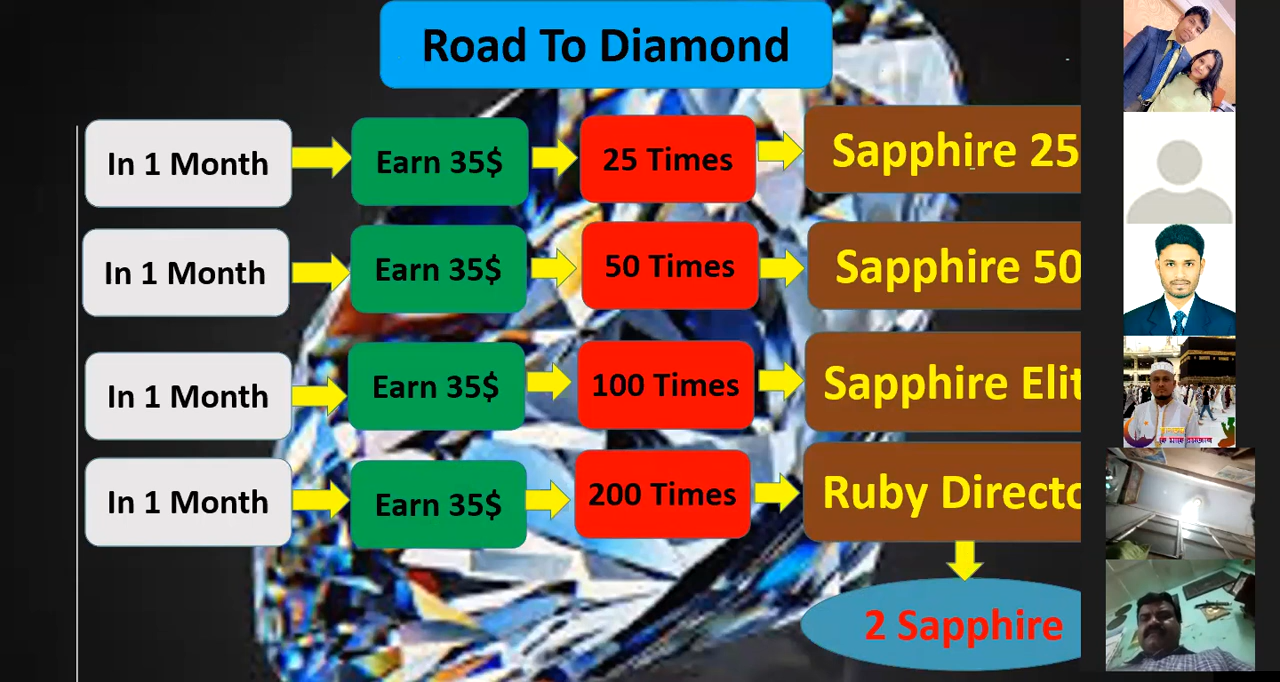 Road To Diamond
In 1 Month
Earn 35$
25 Times
Sapphire 25
In 1 Month
Earn 35$
50 Times
Sapphire 50
In 1 Month
Earn 35$
100 Times
Sapphire Elit
In 1 Month
Earn 35$
200 Times
Ruby Directo
2 Sapphire